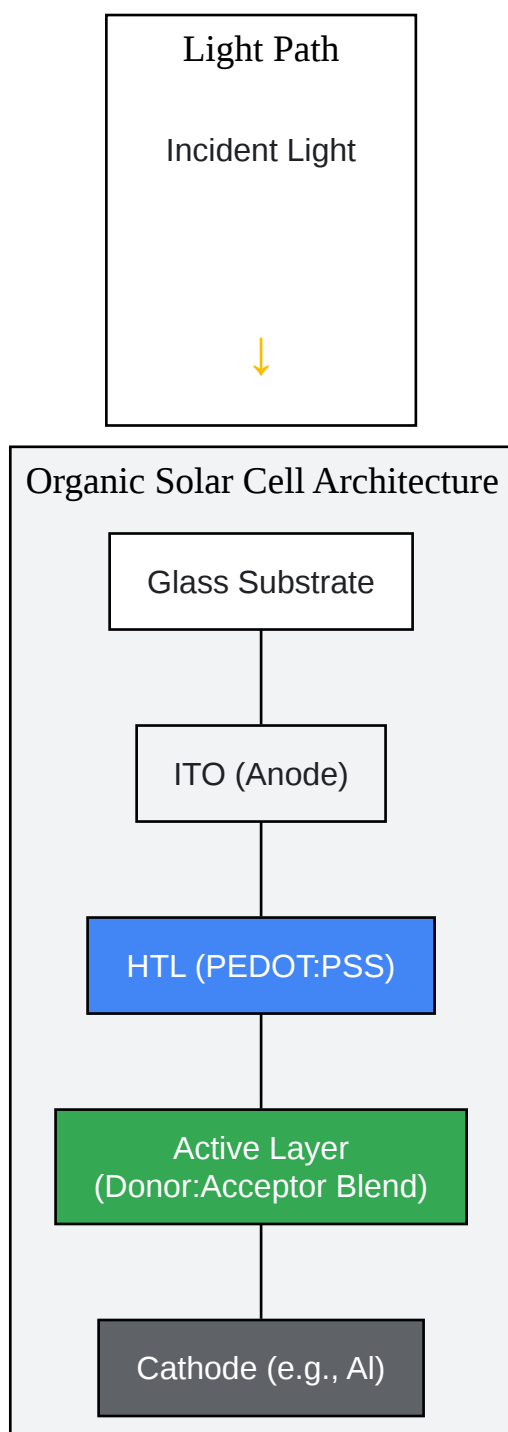 Light Path
Incident Light
↓
Organic Solar Cell Architecture
Glass Substrate
ITO (Anode)
HTL (PEDOT:PSS)
Active Layer
(Donor:Acceptor Blend)
Cathode (e.g., Al)